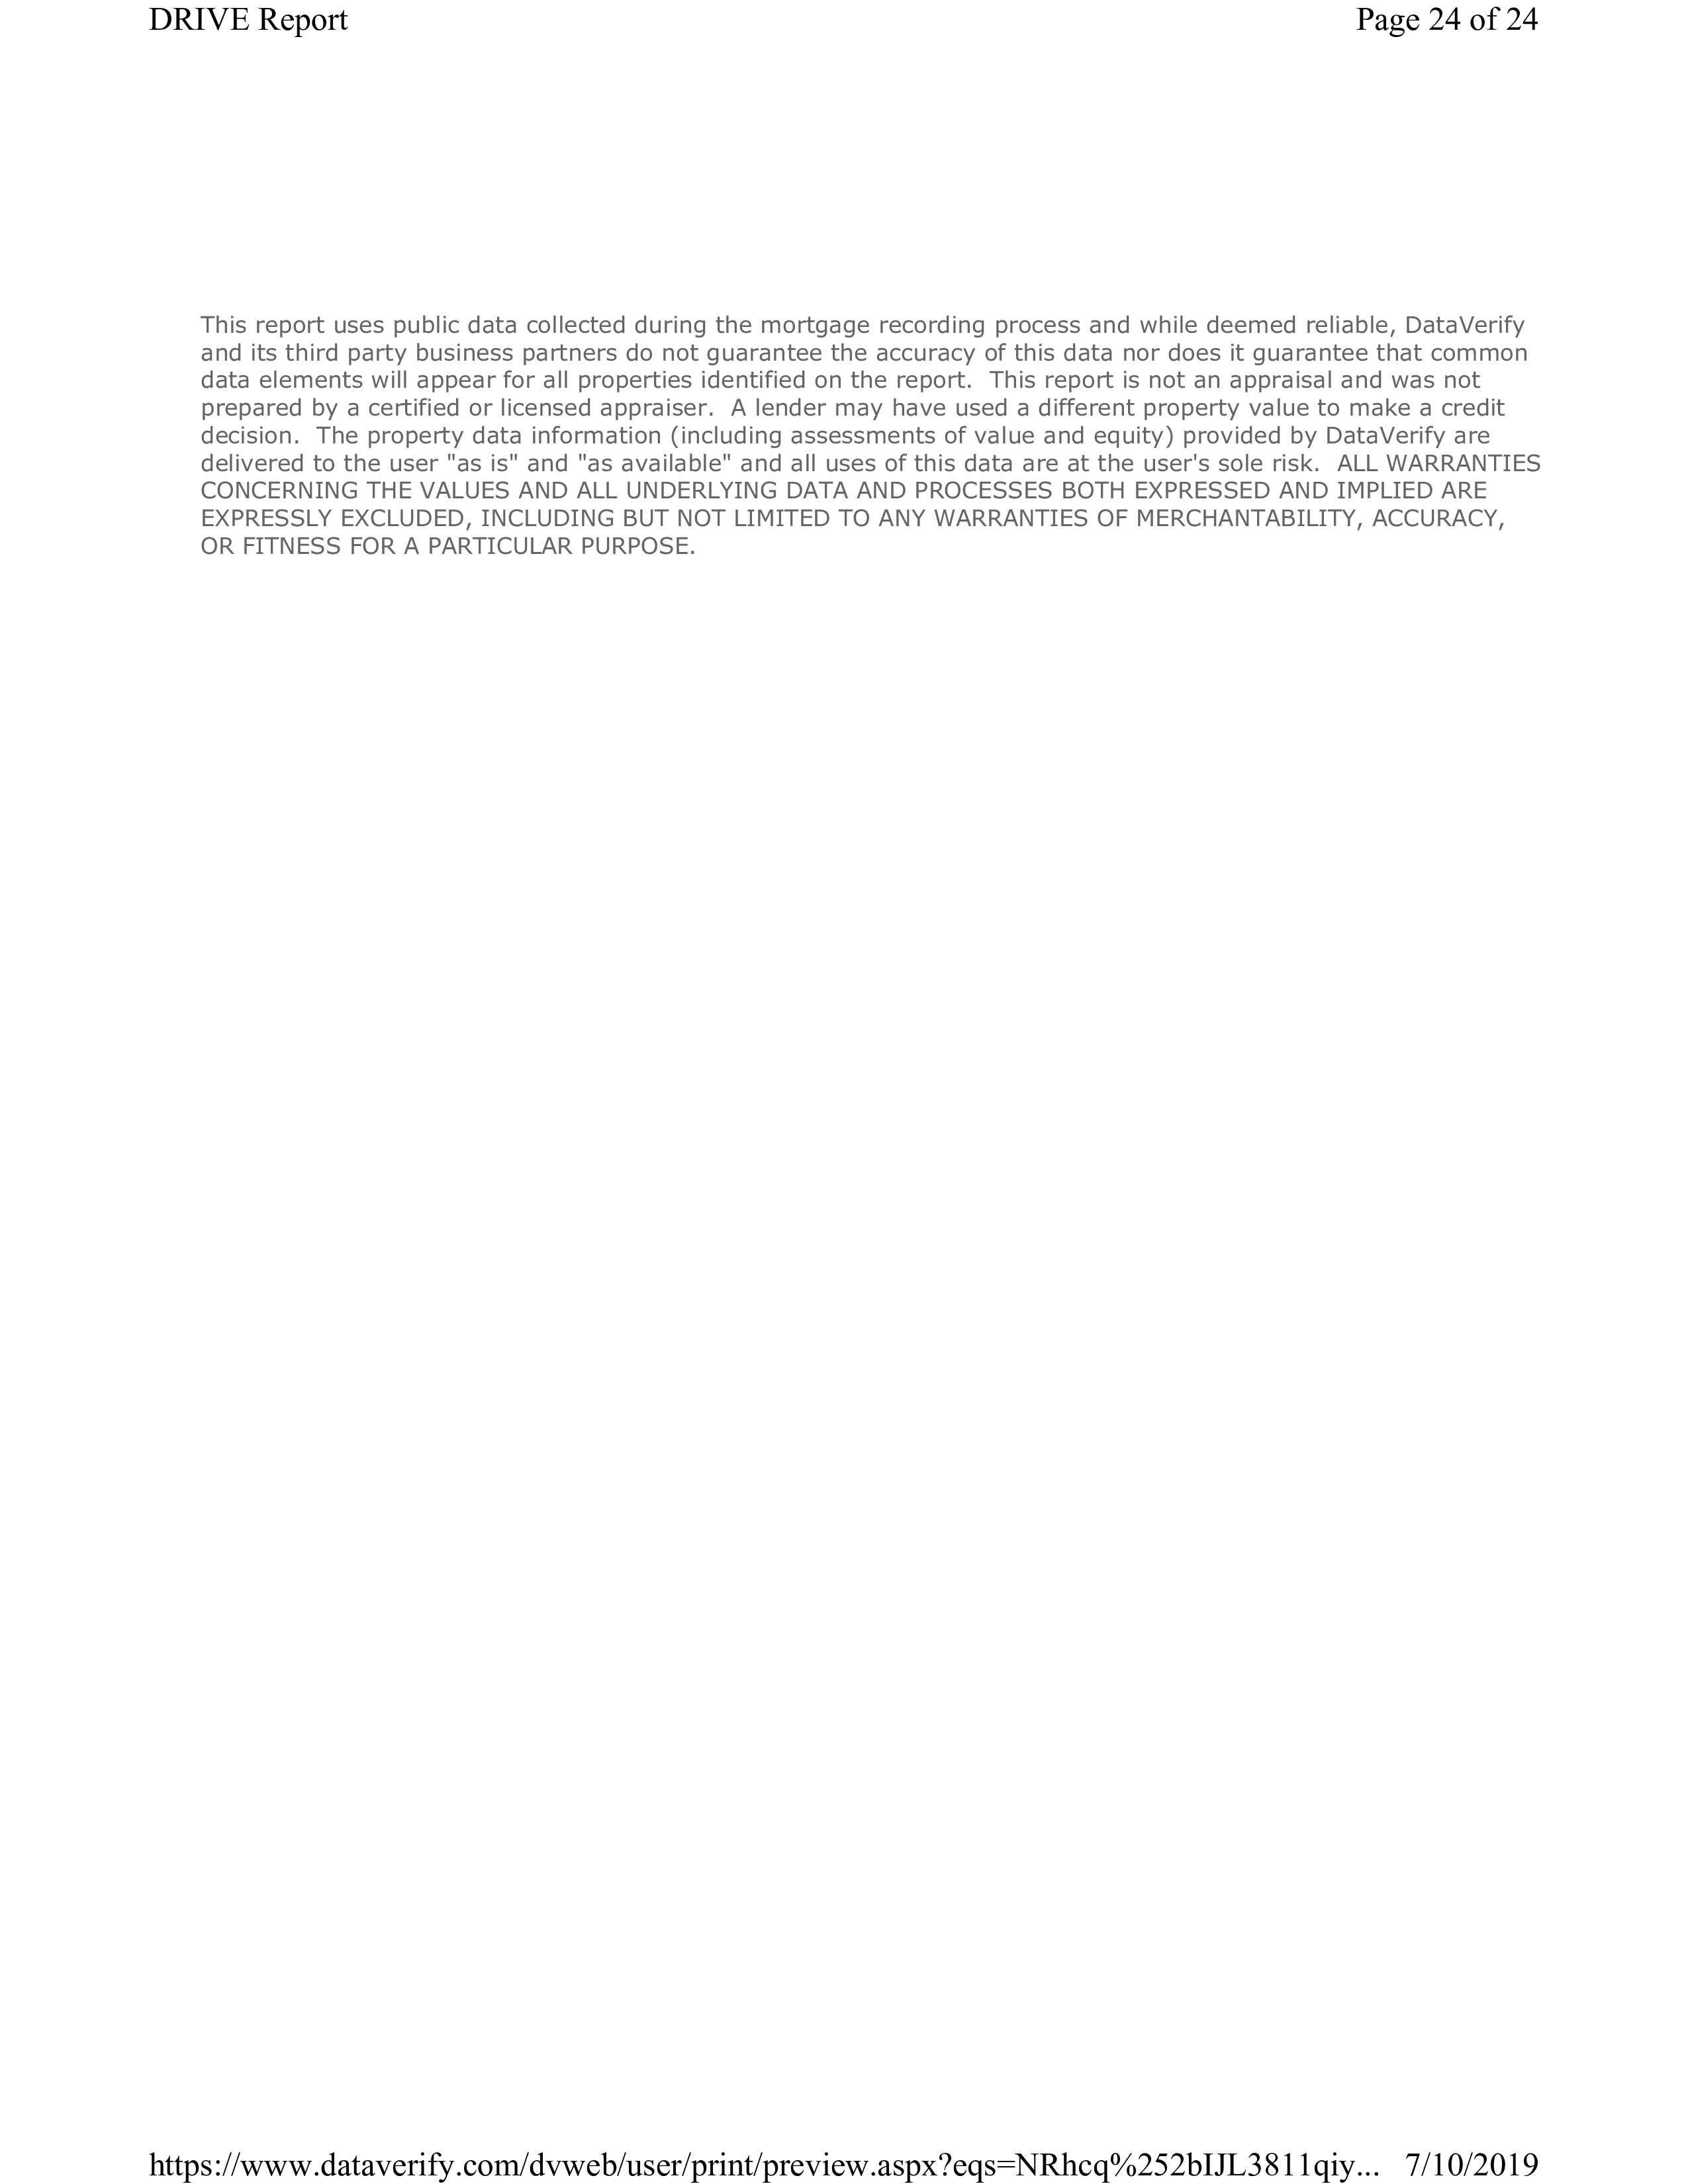 DRIVE Report Page 24 of 24
This report uses public data collected during the mortgage recording process and while deemed reliable, DataVerify
and its third party business partners do not guarantee the accuracy of this data nor does it guarantee that common
data elements will appear for all properties identified on the report.  This report is not an appraisal and was not
prepared by a certified or licensed appraiser.  A lender may have used a different property value to make a credit
decision.  The property data information (including assessments of value and equity) provided by DataVerify are
delivered to the user "as is" and "as available" and all uses of this data are at the user's sole risk.  ALL WARRANTIES
CONCERNING THE VALUES AND ALL UNDERLYING DATA AND PROCESSES BOTH EXPRESSED AND IMPLIED ARE
EXPRESSLY EXCLUDED, INCLUDING BUT NOT LIMITED TO ANY WARRANTIES OF MERCHANTABILITY, ACCURACY,
OR FITNESS FOR A PARTICULAR PURPOSE.
https://www.dataverify.com/dvweb/user/print/preview.aspx?eqs=NRhcq%252bIJL3811qiy... 7/10/2019